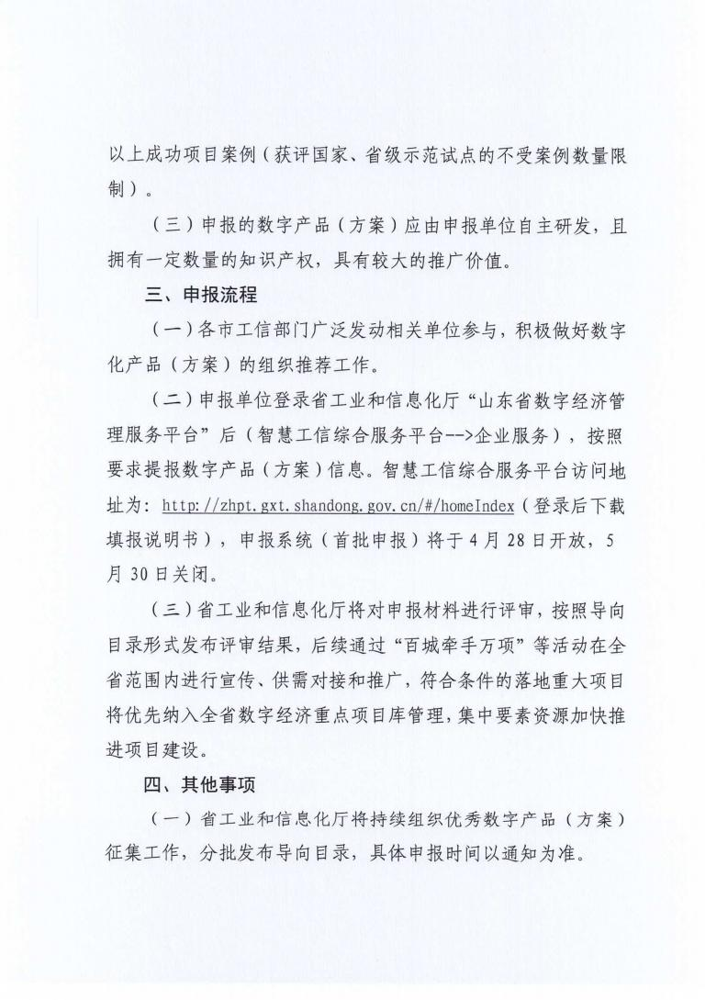 以上成功项目案例（获评国家、省级示范试点的不受案例数量限
制）。
（三）申报的数字产品（方案）应由申报单位自主研发，且
拥有一定数量的知识产权，具有较大的推广价值。
三、申报流程
（一）各市工信部门广泛发动相关单位参与，积极做好数字
化产品（方案）的组织推荐工作。
（二）申报单位登录省工业和信息化厅“山东省数字经济管
理服务平台”后（智慧工信综合服务平台-->企业服务），按照
要求提报数字产品（方案）信息。智慧工信综合服务平台访问地
址为：http://zhpt.gxt.shandong.gov.cn/#/homeIndex（登录后下载
填报说明书），申报系统（首批申报）将于 4 月 28 日开放，5
月 30 日关闭。
（三）省工业和信息化厅将对申报材料进行评审，按照导向
目录形式发布评审结果，后续通过“百城牵手万项”等活动在全
省范围内进行宣传、供需对接和推广，符合条件的落地重大项目
将优先纳入全省数字经济重点项目库管理，集中要素资源加快推
进项目建设。
四、其他事项
（一）省工业和信息化厅将持续组织优秀数字产品（方案）
征集工作，分批发布导向目录，具体申报时间以通知为准。